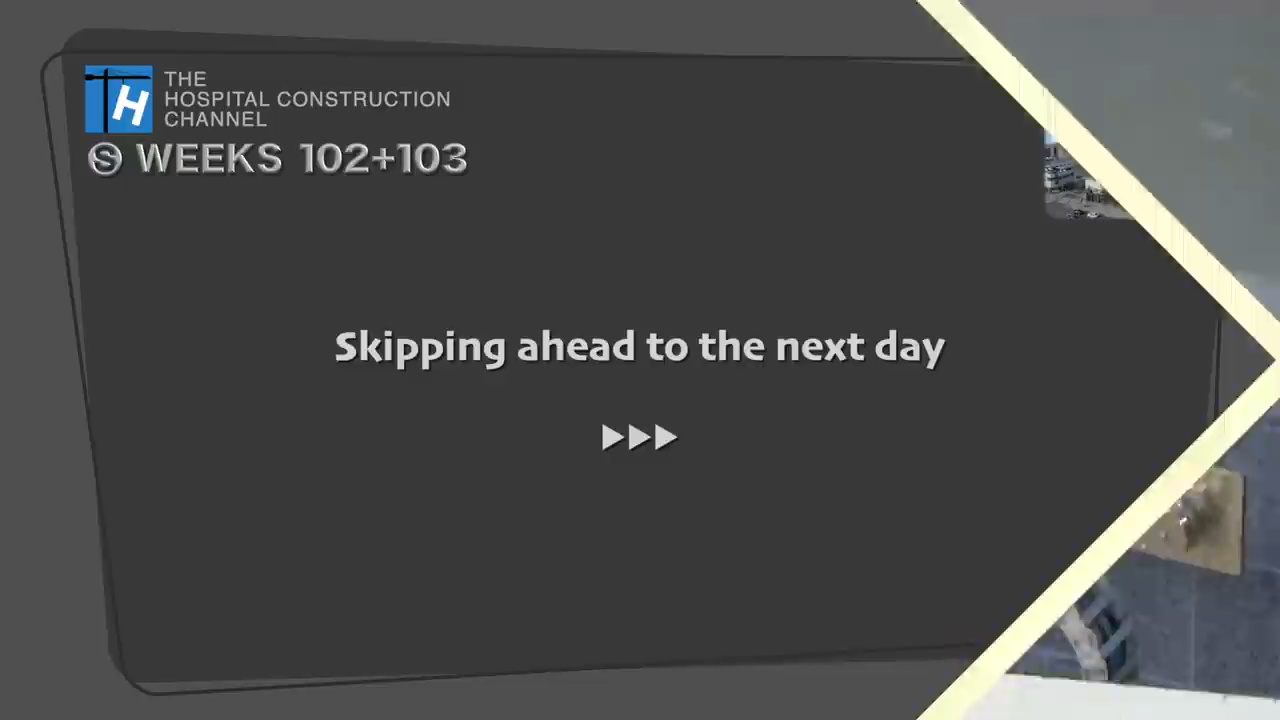 THE
HOSPITAL CONSTRUCTION
CHANNEL
S WEEKS 102+103
Skipping ahead to the next day